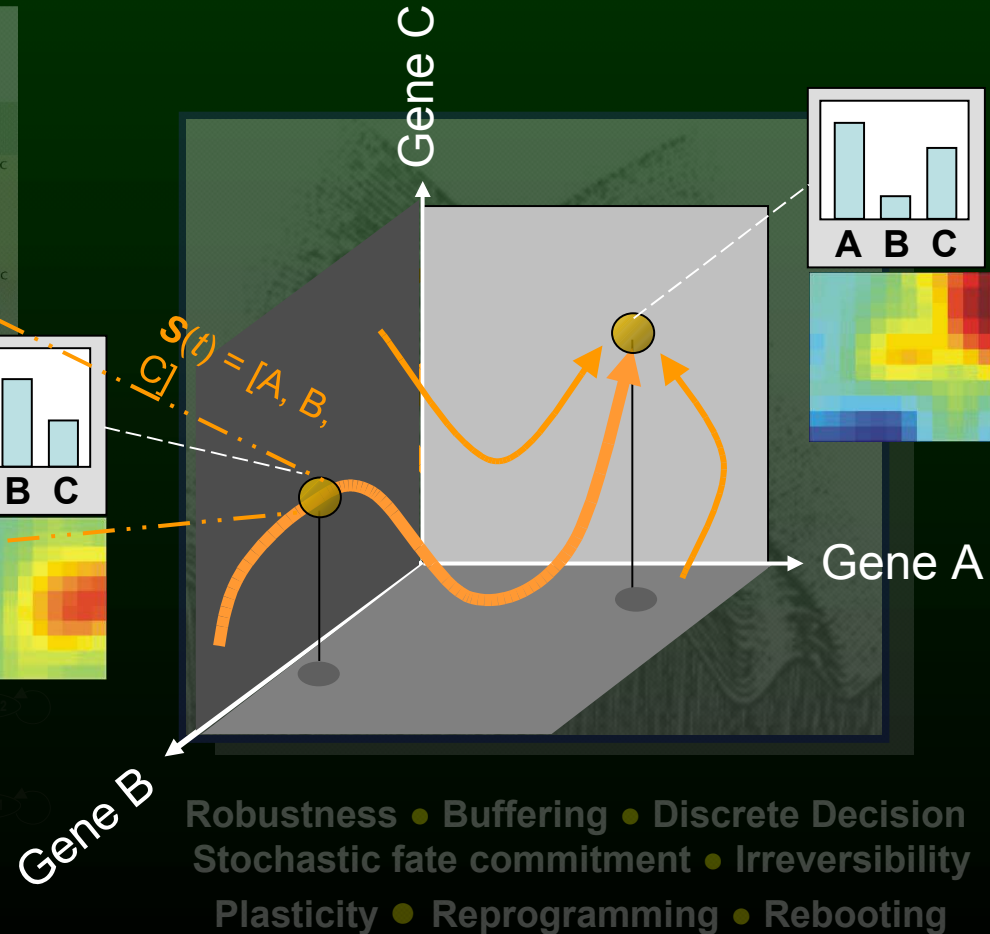 Gene C
A B C
S(t) = [A, B,
C]
B C
Gene A
Gene B
Robustness • Buffering • Discrete Decision
Stochastic fate commitment • Irreversibility
Plasticity • Reprogramming • Rebooting